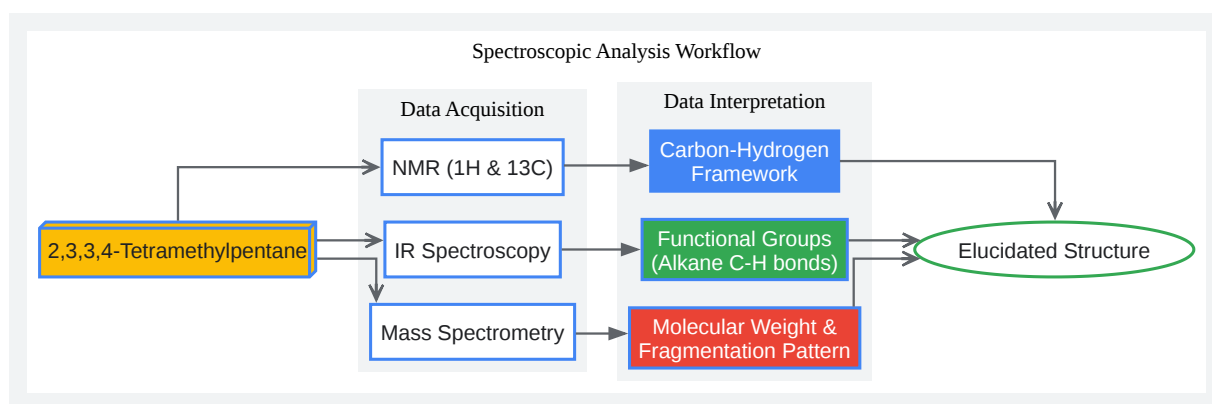 Spectroscopic Analysis Workflow
Data Acquisition
Data Interpretation
NMR (1H & 13C)
Carbon-Hydrogen
Framework
2,3,3,4-Tetramethylpentane
IR Spectroscopy
Functional Groups
(Alkane C-H bonds)
Elucidated Structure
Mass Spectrometry
Molecular Weight &
Fragmentation Pattern